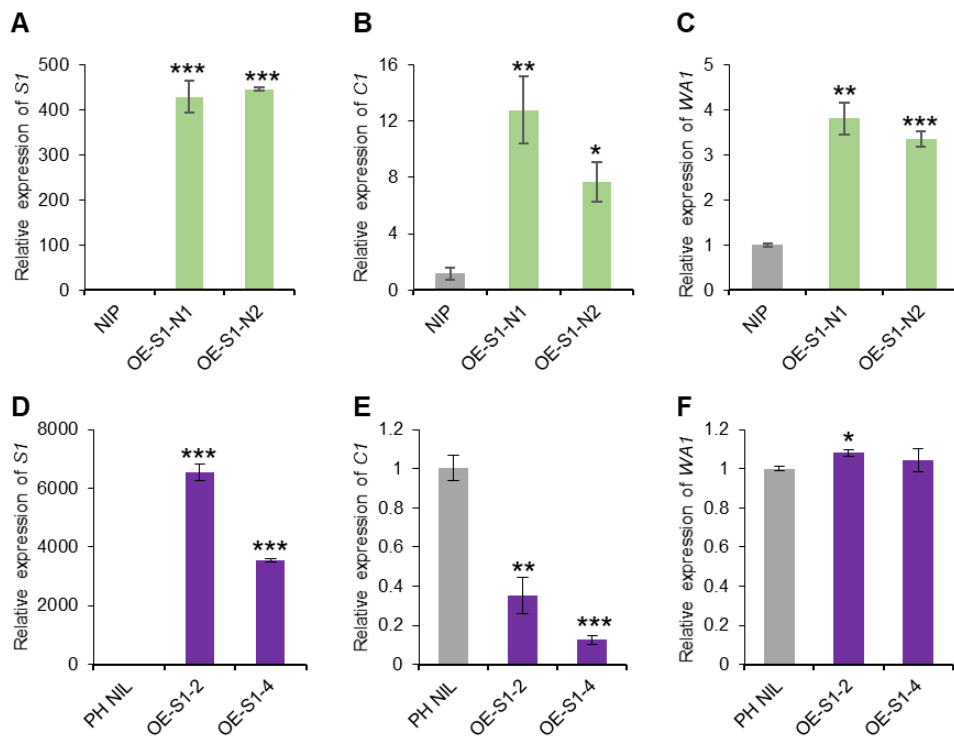 A
Relative expression of S1
500
400
300
200
100
0
***
***
NIP
OE-S1-N1
OE-S1-N2
B
Relative expression of C1
16
12
8
4
0
**
*
NIP
OE-S1-N1
OE-S1-N2
C
Relative expression of WA1
5
4
3
2
1
0
**
***
NIP
OE-S1-N1
OE-S1-N2
D
Relative expression of S1
8000
6000
4000
2000
0
***
***
PH NIL
OE-S1-2
OE-S1-4
E
Relative expression of C1
1.2
1
0.8
0.6
0.4
0.2
0
**
***
PH NIL
OE-S1-2
OE-S1-4
F
Relative expression of WA1
1.2
1
0.8
0.6
0.4
0.2
0
*
PH NIL
OE-S1-2
OE-S1-4